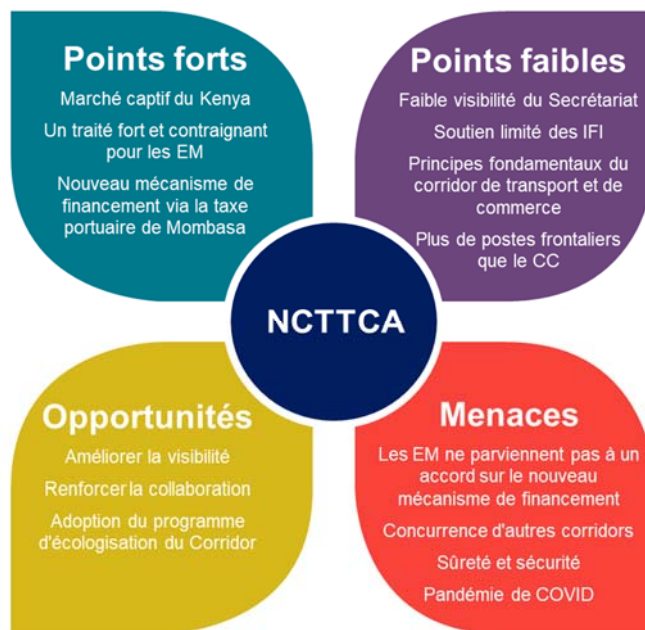 Points forts
Marché captif du Kenya
Un traité fort et contraignant
pour les EM
Nouveau mécanisme de
financement via la taxe
portuaire de Mombasa
Points faibles
Faible visibilité du Secrétariat
Soutien limité des IFI
Principes fondamentaux du
corridor de transport et de
commerce
Plus de postes frontaliers
que le CC
NCTTCA
Opportunités
Améliorer la visibilité
Renforcer la collaboration
Adoption du programme
d'écologisation du Corridor
Menaces
Les EM ne parviennent pas à un
accord sur le nouveau
mécanisme de financement
Concurrence d'autres corridors
Sûreté et sécurité
Pandémie de COVID